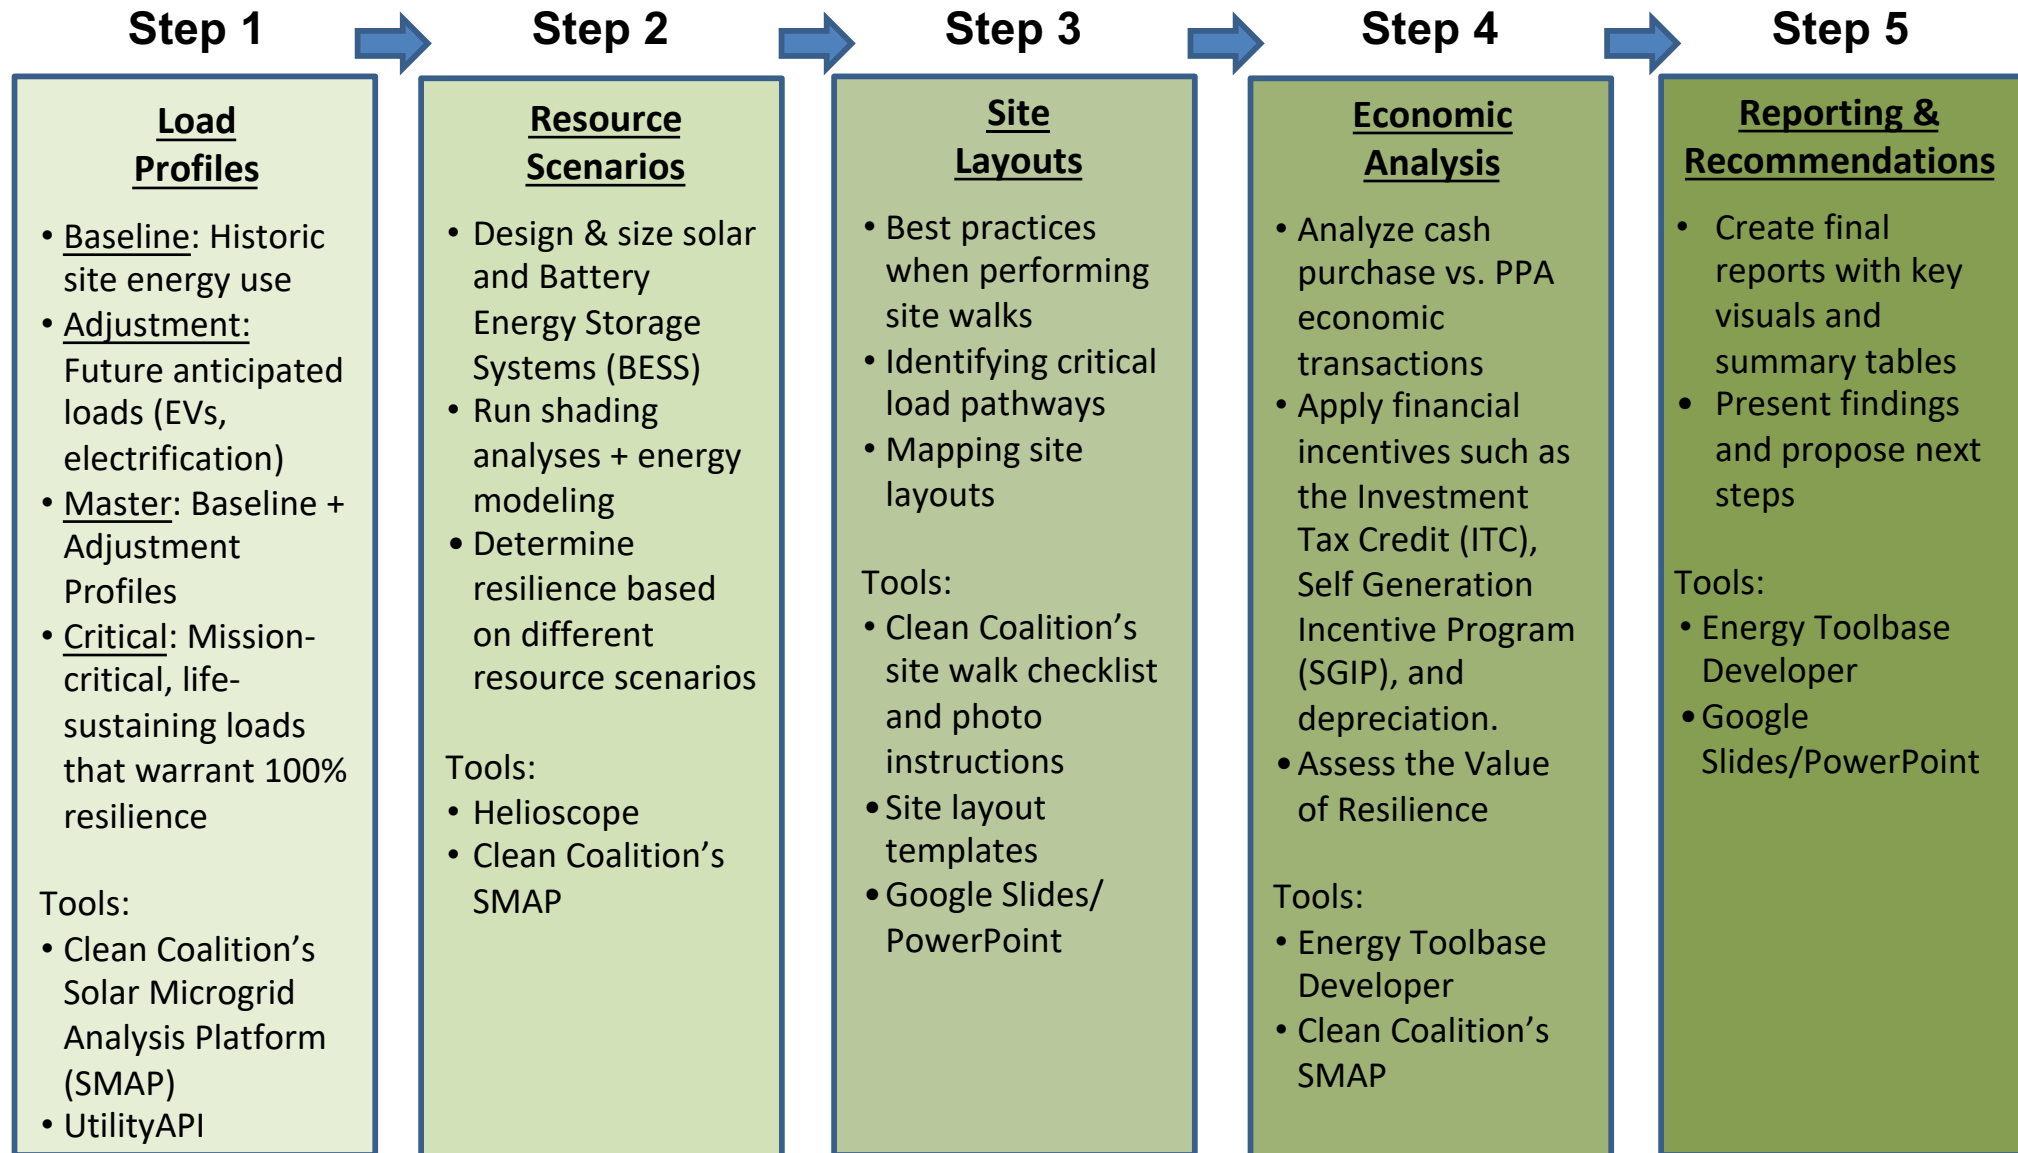 Step 1
Load
Profiles
• Baseline: Historic
site energy use
• Adjustment:
Future anticipated
loads (EVs,
electrification)
• Master: Baseline +
Adjustment
Profiles
• Critical: Mission-
critical, life-
sustaining loads
that warrant 100%
resilience
Tools:
• Clean Coalition’s
Solar Microgrid
Analysis Platform
(SMAP)
• UtilityAPI
Step 2
Resource
Scenarios
• Design & size solar
and Battery
Energy Storage
Systems (BESS)
• Run shading
analyses + energy
modeling
• Determine
resilience based
on different
resource scenarios
Tools:
• Helioscope
• Clean Coalition’s
SMAP
Step 3
Site
Layouts
• Best practices
when performing
site walks
• Identifying critical
load pathways
• Mapping site
layouts
Tools:
• Clean Coalition’s
site walk checklist
and photo
instructions
• Site layout
templates
• Google Slides/
PowerPoint
Step 4
Economic
Analysis
• Analyze cash
purchase vs. PPA
economic
transactions
• Apply financial
incentives such as
the Investment
Tax Credit (ITC),
Self Generation
Incentive Program
(SGIP), and
depreciation.
• Assess the Value
of Resilience
Tools:
• Energy Toolbase
Developer
• Clean Coalition’s
SMAP
Step 5
Reporting &
Recommendations
• Create final
reports with key
visuals and
summary tables
• Present findings
and propose next
steps
Tools:
• Energy Toolbase
Developer
• Google
Slides/PowerPoint